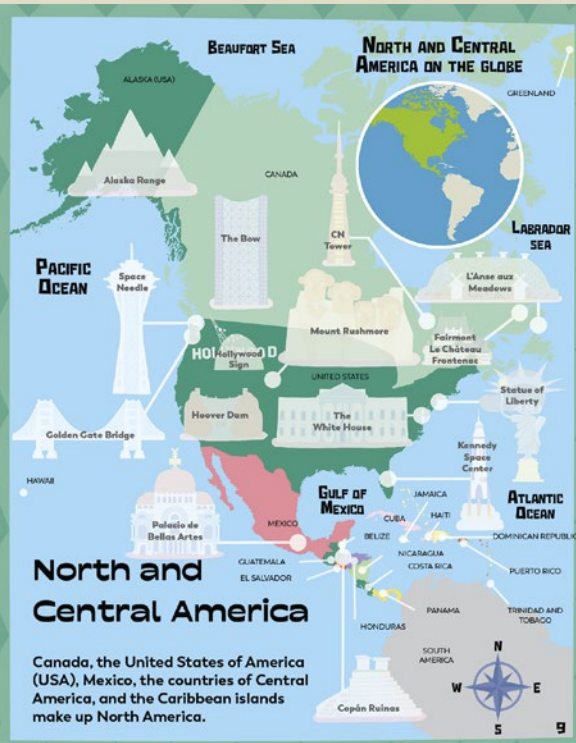 BEAUFORT SEA
NORTH AND CENTRAL
AMERICA ON THE GLOBE
ALASKA (USA)
GREENLAND
Alaska Range
CANADA
The Bow
CN
Tower
LABRADOR
SEA
PACIFIC
OCEAN
Space
Needle
L'Anse aux
Meadows
Mount Rushmore
Fairmont
Le Château
Frontenac
HO
D
Hollywood
Sign
UNITED STATES
Statue of
Liberty
Hoover Dam
The
White House
Golden Gate Bridge
Kennedy
Space
Center
HAWAII
GULF OF
MEXICO
JAMAICA
ATLANTIC
OCEAN
Palacio de
Bellas Artes
MEXICO
CUBA
HAITI
BELIZE
DOMINICAN REPUBLIC
NICARAGUA
GUATEMALA
COSTA RICA
EL SALVADOR
PUERTO RICO
North and
Central America
PANAMA
TRINIDAD AND
TOBAGO
HONDURAS
SOUTH
AMERICA
Canada, the United States of America
(USA), Mexico, the countries of Central
America, and the Caribbean islands
make up North America.
Copán Ruinas
N
W
E
S
9